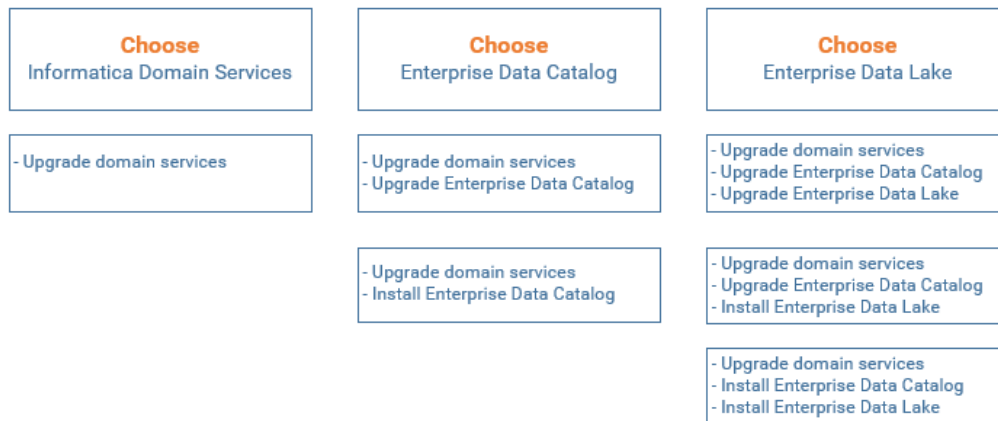 Choose
Informatica Domain Services
- Upgrade domain services
Choose
Enterprise Data Catalog
- Upgrade domain services
- Upgrade Enterprise Data Catalog
- Upgrade domain services
- Install Enterprise Data Catalog
Choose
Enterprise Data Lake
- Upgrade domain services
- Upgrade Enterprise Data Catalog
- Upgrade Enterprise Data Lake
- Upgrade domain services
- Upgrade Enterprise Data Catalog
- Install Enterprise Data Lake
- Upgrade domain services
- Install Enterprise Data Catalog
- Install Enterprise Data Lake